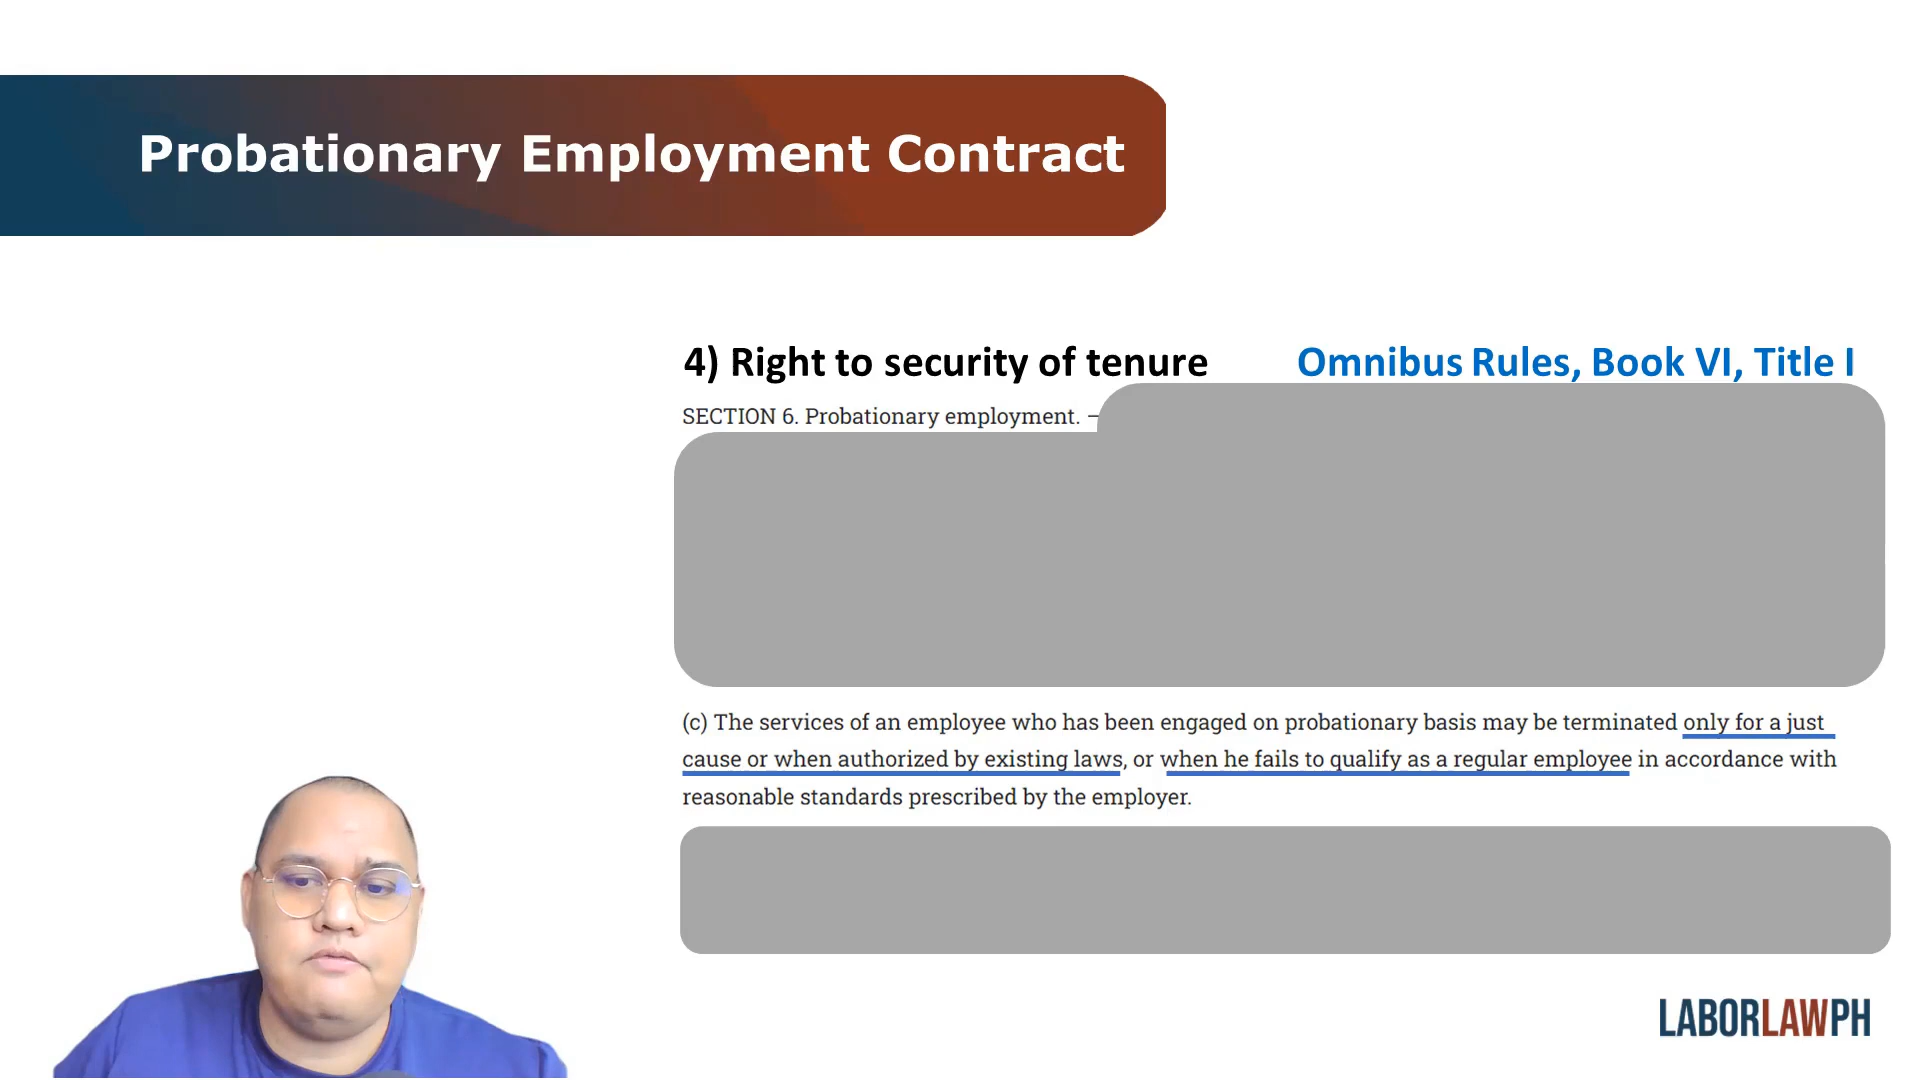 Probationary Employment Contract
4) Right to security of tenure
Omnibus Rules, Book VI, Title I
SECTION 6. Probationary employment. –
(c) The services of an employee who has been engaged on probationary basis may be terminated only for a just
cause or when authorized by existing laws, or when he fails to qualify as a regular employee in accordance with
reasonable standards prescribed by the employer.
LABORLAWPH